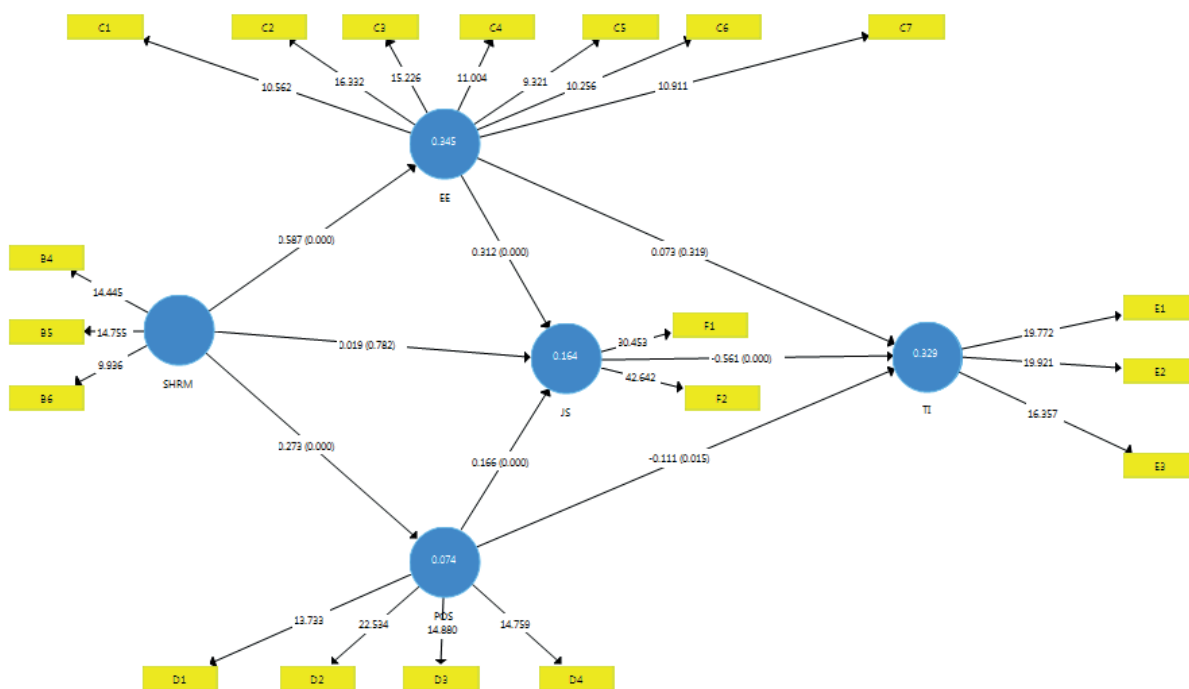 C1
C2
C3
C4
C5
C6
C7
10.562
16.332
15.226
11.004
9.321
10.256
10.911
0.345
EE
0.587 (0.000)
0.312 (0.000)
0.073 (0.319)
B4
B5
B6
14.445
14.755
9.936
SHRM
0.019 (0.782)
0.164
JS
F1
F2
30.453
42.642
-0.561 (0.000)
0.329
TI
E1
E2
E3
19.772
19.921
16.357
0.273 (0.000)
0.166 (0.000)
-0.111 (0.015)
0.074
POS
13.733
22.534
14.880
14.759
D1
D2
D3
D4